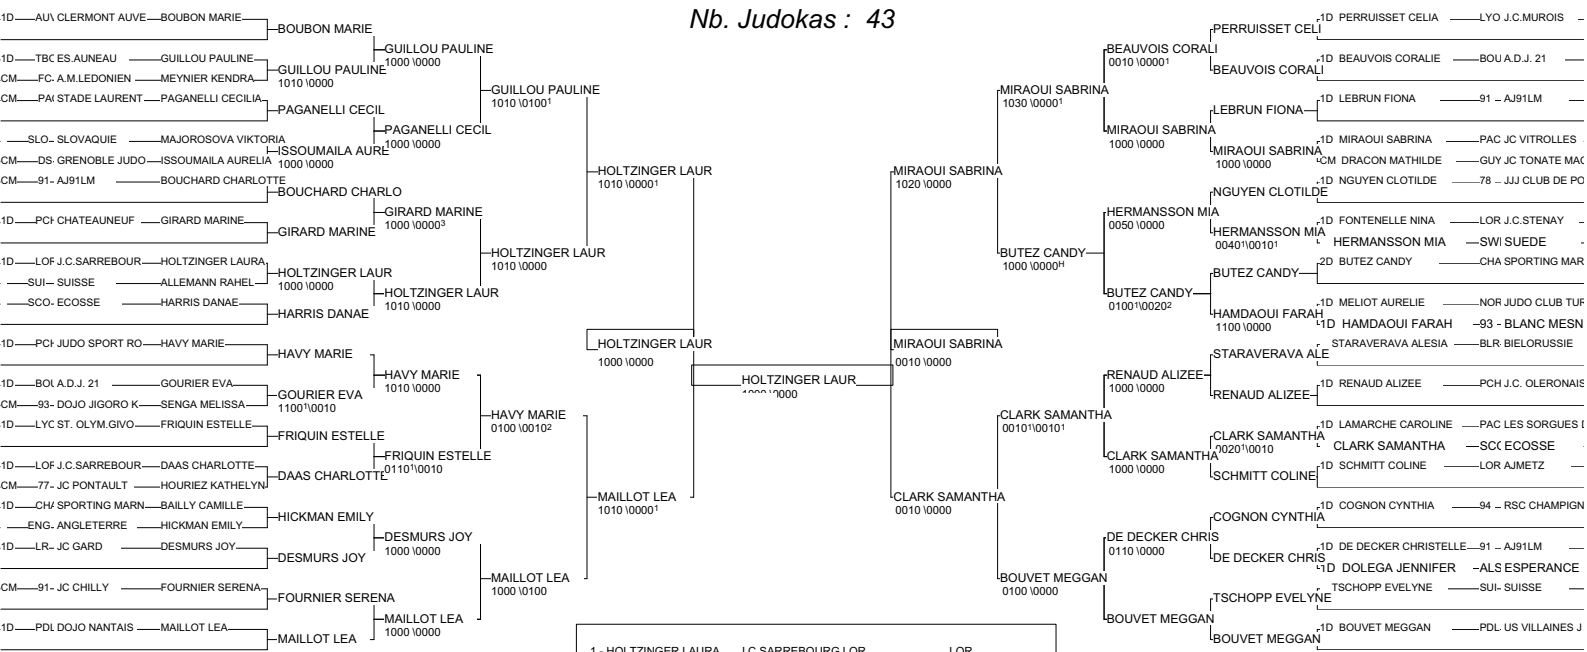 Nb. Judokas : 43
1D AU\ CLERMONT AUVE BOUBON MARIE
1D TBC ES.AUNEAU GUILLOU PAULINE
CM FC- A.M.LEDONIEN MEYNIER KENDRA
CM PA( STADE LAURENT PAGANELLI CECILIA
SLO- SLOVAQUIE MAJOROSOVA VIKTORIA
CM DS- GRENOBLE JUDO ISSOUMAILA AURELIA
CM 91- AJ91LM BOUCHARD CHARLOTTE
1D PCH CHATEAUNEUF GIRARD MARINE
1D LOF J.C.SARREBOUR HOLTZINGER LAURA
SUI- SUISSE ALLEMANN RAHEL
SCO- ECOSSE HARRIS DANAE
1D PCH JUDO SPORT RO HAVY MARIE
1D BOU A.D.J. 21 GOURIER EVA
CM 93- DOJO JIGORO K SENGA MELISSA
1D LYC ST. OLYM.GIVO FRIQUIN ESTELLE
1D LOF J.C.SARREBOUR DAAS CHARLOTTE
CM 77- JC PONTAULT HOURIEZ KATHELYN
1D CHA SPORTING MARN BAILLY CAMILLE
ENG- ANGLETERRE HICKMAN EMILY
1D LR- JC GARD DESMURS JOY
CM 91- JC CHILLY FOURNIER SERENA
1D PDL DOJO NANTAIS MAILLOT LEA
BOUBON MARIE
GUILLOU PAULINE
1010 \0000
PAGANELLI CECIL
ISSOUMAILA AURE
1000 \0000
BOUCHARD CHARLO
GIRARD MARINE
HOLTZINGER LAUR
1000 \0000
HARRIS DANAE
HAVY MARIE
GOURIER EVA
1100¹\0010
FRIQUIN ESTELLE
DAAS CHARLOTTE
HICKMAN EMILY
DESMURS JOY
FOURNIER SERENA
MAILLOT LEA
GUILLOU PAULINE
1000 \0000
PAGANELLI CECIL
1000 \0000
GIRARD MARINE
1000 \0000³
HOLTZINGER LAUR
1010 \0000
HAVY MARIE
1010 \0000
FRIQUIN ESTELLE
0110¹\0010
DESMURS JOY
1000 \0000
MAILLOT LEA
1000 \0000
GUILLOU PAULINE
1010 \0100¹
HOLTZINGER LAUR
1010 \0000
HAVY MARIE
0100 \0010²
MAILLOT LEA
1000 \0100
HOLTZINGER LAUR
1010 \0000¹
MAILLOT LEA
1010 \0000¹
HOLTZINGER LAUR
1000 \0000
HOLTZINGER LAUR
1000 \0000
MIRAOUI SABRINA
0010 \0000
MIRAOUI SABRINA
1020 \0000
CLARK SAMANTHA
0010 \0000
MIRAOUI SABRINA
1030 \0000¹
BUTEZ CANDY
1000 \0000ᴴ
CLARK SAMANTHA
0010¹\0010¹
BOUVET MEGGAN
0100 \0000
BEAUVOIS CORALI
0010 \0000¹
MIRAOUI SABRINA
1000 \0000
HERMANSSON MIA
0050 \0000
BUTEZ CANDY
0100¹\0020²
RENAUD ALIZEE
1000 \0000
CLARK SAMANTHA
1000 \0000
DE DECKER CHRIS
0110 \0000
BOUVET MEGGAN
PERRUISSET CELI
BEAUVOIS CORALI
LEBRUN FIONA
MIRAOUI SABRINA
1000 \0000
NGUYEN CLOTILDE
HERMANSSON MIA
0040¹\0010¹
BUTEZ CANDY
HAMDAOUI FARAH
1100 \0000
STARAVERAVA ALE
RENAUD ALIZEE
CLARK SAMANTHA
0020¹\0010
SCHMITT COLINE
COGNON CYNTHIA
DE DECKER CHRIS
TSCHOPP EVELYNE
BOUVET MEGGAN
1D PERRUISSET CELIA LYO J.C.MUROIS
1D BEAUVOIS CORALIE BOU A.D.J. 21
1D LEBRUN FIONA 91 - AJ91LM
1D MIRAOUI SABRINA PAC JC VITROLLES
CM DRACON MATHILDE GUY JC TONATE MAC
1D NGUYEN CLOTILDE 78 - JJJ CLUB DE PO
1D FONTENELLE NINA LOR J.C.STENAY
HERMANSSON MIA SWI SUEDE
2D BUTEZ CANDY CHA SPORTING MAR
1D MELIOT AURELIE NOR JUDO CLUB TUR
1D HAMDAOUI FARAH 93 - BLANC MESN
STARAVERAVA ALESIA BLR BIELORUSSIE
1D RENAUD ALIZEE PCH J.C. OLERONAIS
1D LAMARCHE CAROLINE PAC LES SORGUES D
CLARK SAMANTHA SC( ECOSSE
1D SCHMITT COLINE LOR AJMETZ
1D COGNON CYNTHIA 94 - RSC CHAMPIGN
1D DE DECKER CHRISTELLE 91 - AJ91LM
1D DOLEGA JENNIFER ALS ESPERANCE
TSCHOPP EVELYNE SUI- SUISSE
1D BOUVET MEGGAN PDL US VILLAINES J
1 - HOLTZINGER LAURA J.C.SARREBOURG LOR LOR